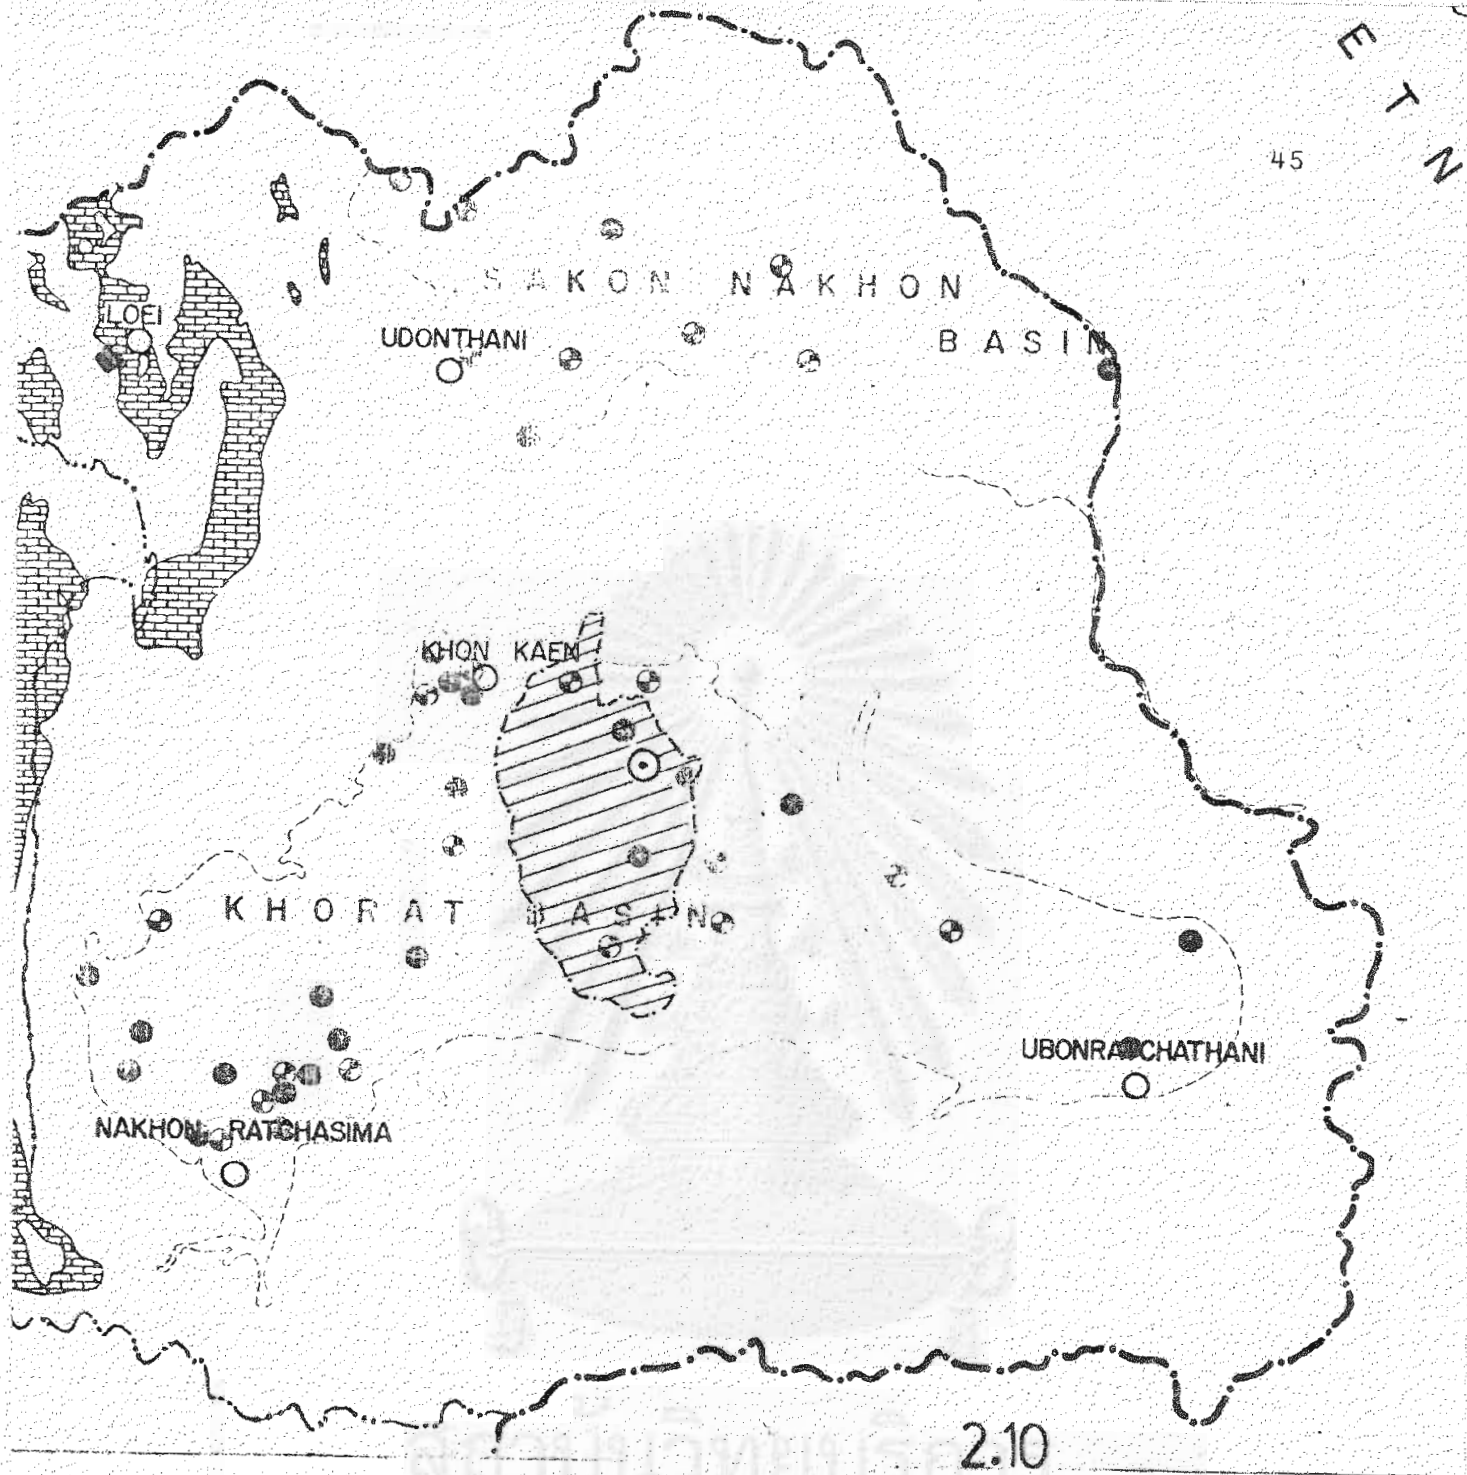 E
T
N
45
SAKON NAKHON
BASIN
LOEI
UDONTHANI
KHON KAEN
KHORAT BASIN
UBONRATCHATHANI
NAKHON RATCHASIMA
2.10